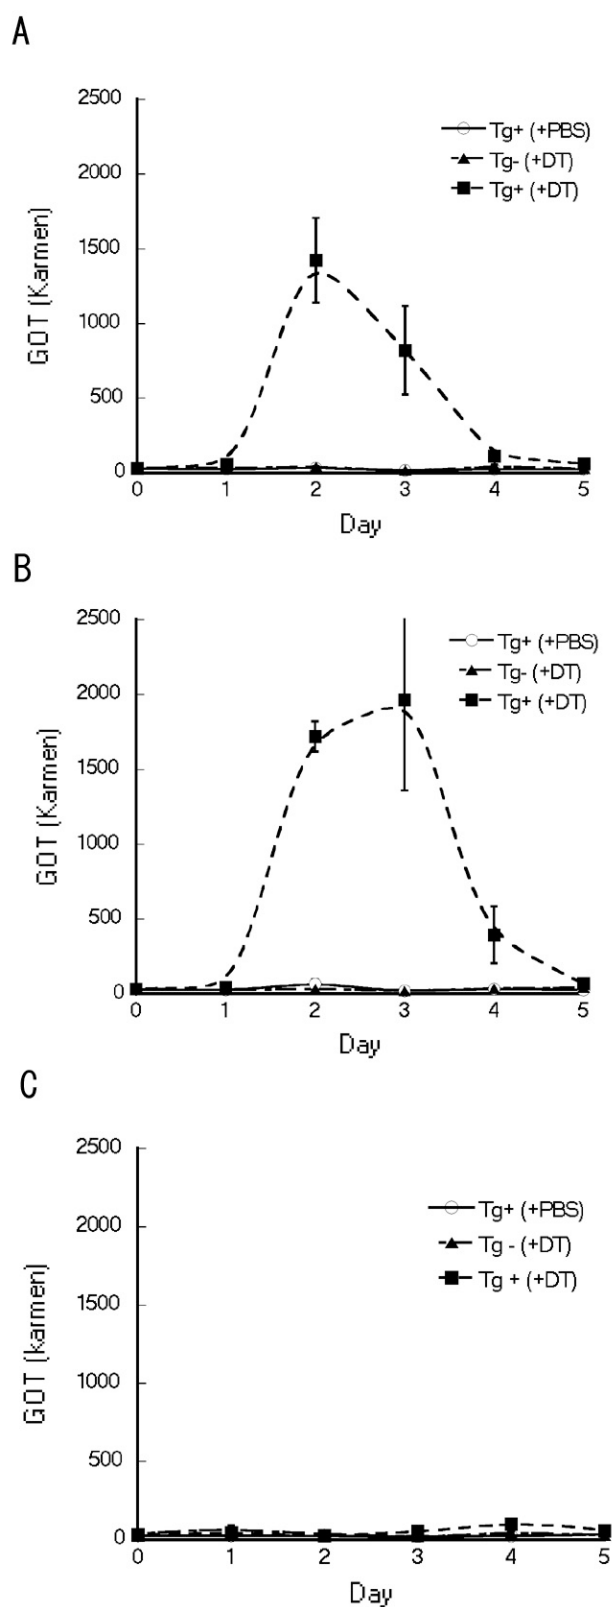 A
2500
2000
1500
1000
500
0
GOT (Karmen)
Tg+ (+PBS)
Tg- (+DT)
Tg+ (+DT)
0 1 2 3 4 5
Day
B
2500
2000
1500
1000
500
0
GOT (Karmen)
Tg+ (+PBS)
Tg- (+DT)
Tg+ (+DT)
0 1 2 3 4 5
Day
C
2500
2000
1500
1000
500
0
GOT (karmen)
Tg+ (+PBS)
Tg - (+DT)
Tg + (+DT)
0 1 2 3 4 5
Day